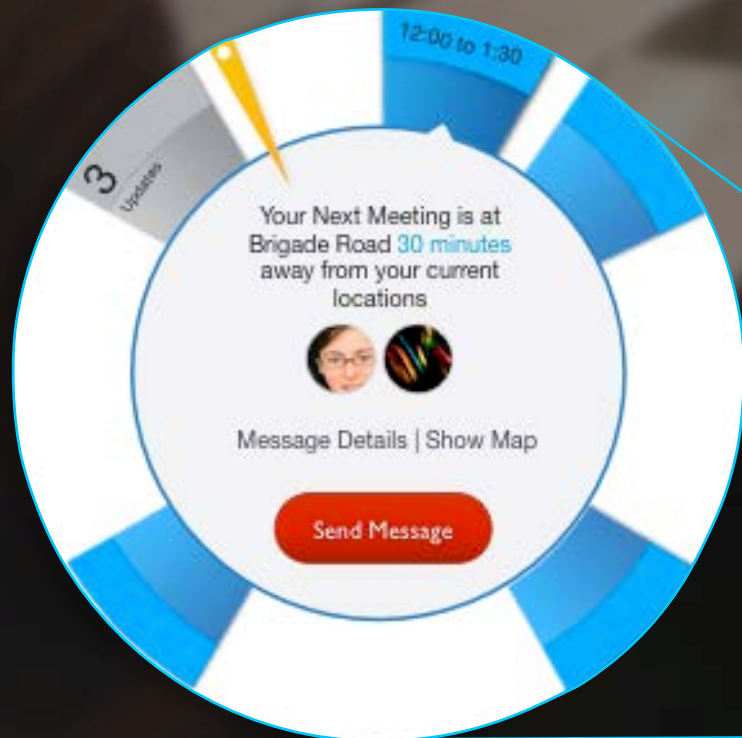 12:00 to 1:30
3
Updates
Your Next Meeting is at
Brigade Road 30 minutes
away from your current
locations
Message Details | Show Map
Send Message